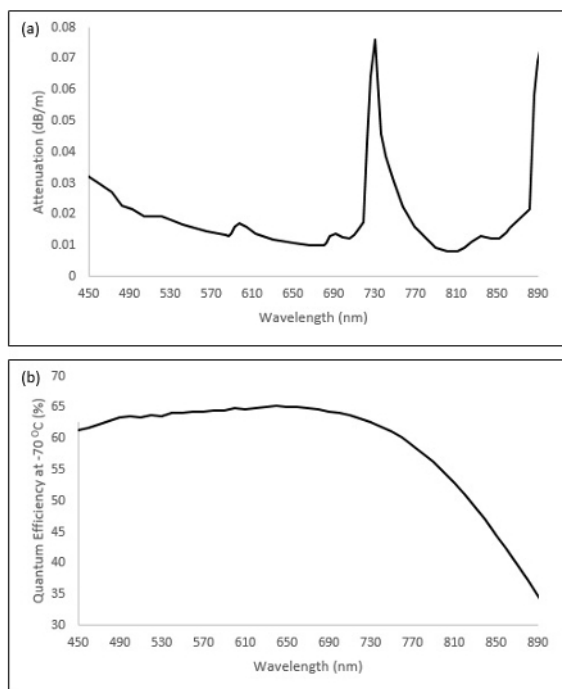 (a)
Attenuation (dB/m)
0.08
0.07
0.06
0.05
0.04
0.03
0.02
0.01
0
450 490 530 570 610 650 690 730 770 810 850 890
Wavelength (nm)
(b)
Quantum Efficiency at -70 ⁰C (%)
70
65
60
55
50
45
40
35
30
450 490 530 570 610 650 690 730 770 810 850 890
Wavelength (nm)